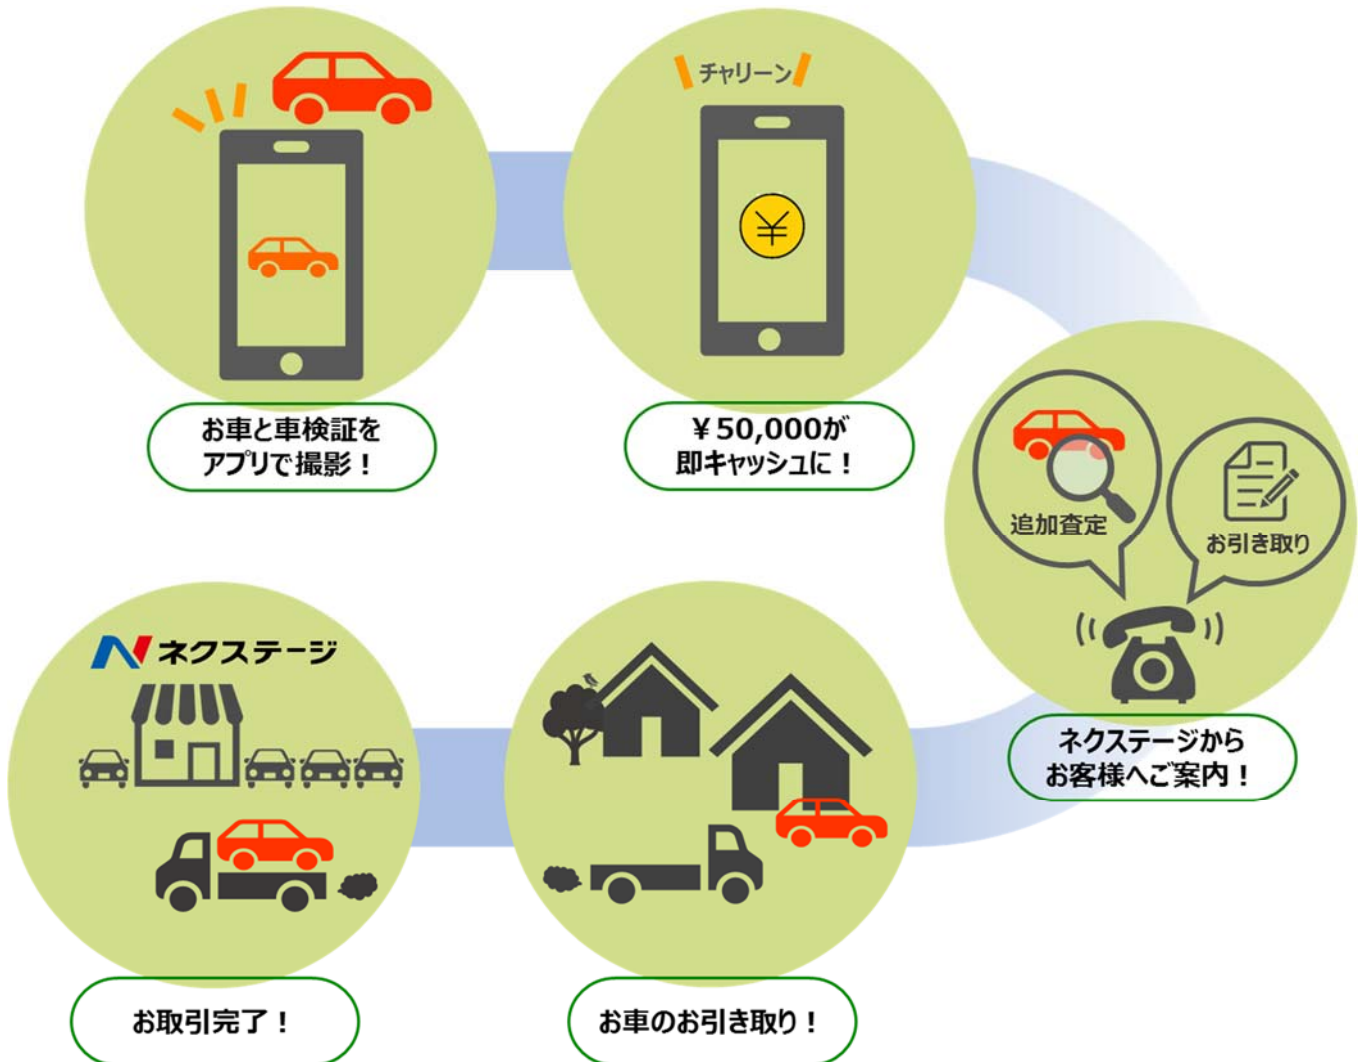 チャリーン
¥
お車と車検証を
アプリで撮影！
￥50,000が
即キャッシュに！
追加査定
お引き取り
ネクステージから
お客様へご案内！
ネクステージ
お取引完了！
お車のお引き取り！